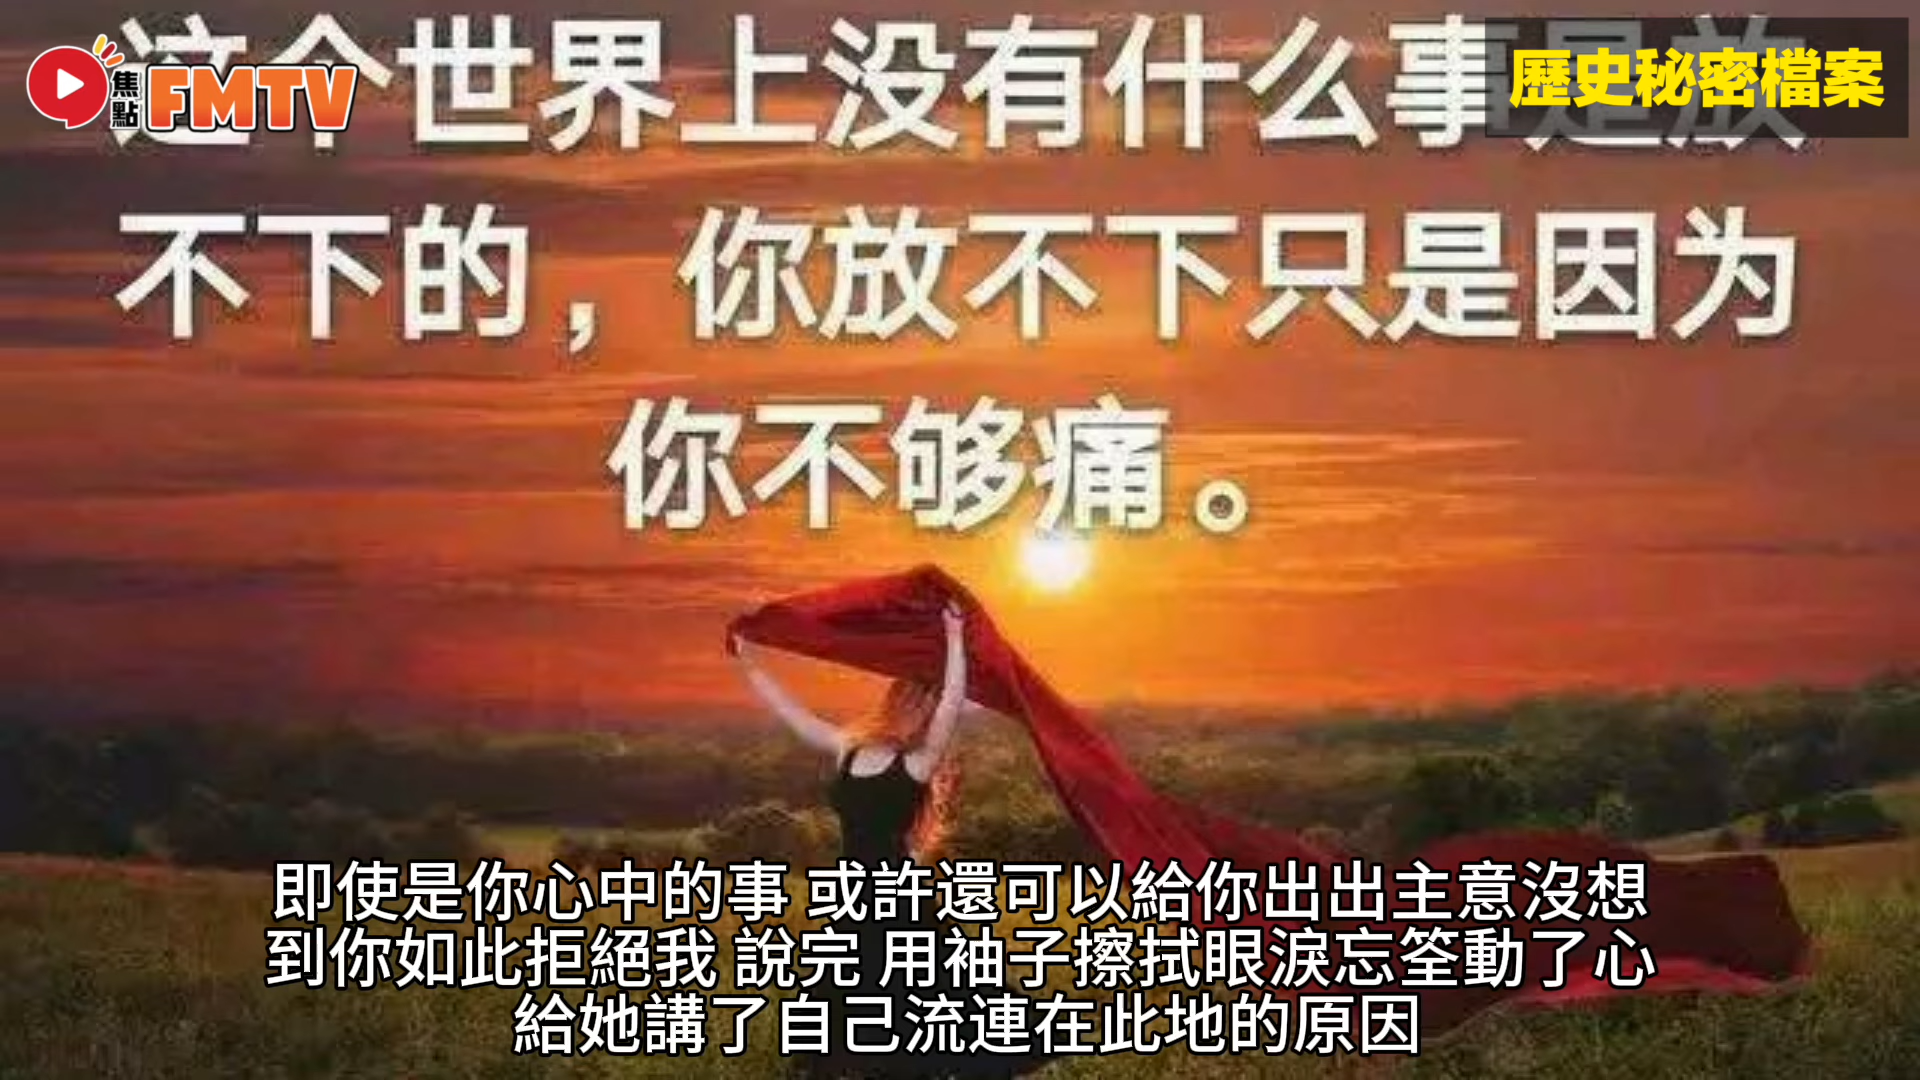 这个世界上没有什么事是放
不下的，你放不下只是因为
你不够痛。
焦點
FMTV
歷史秘密檔案
即使是你心中的事 或許還可以給你出出主意沒想
到你如此拒絕我 說完 用袖子擦拭眼淚忘筌動了心
給她講了自己流連在此地的原因